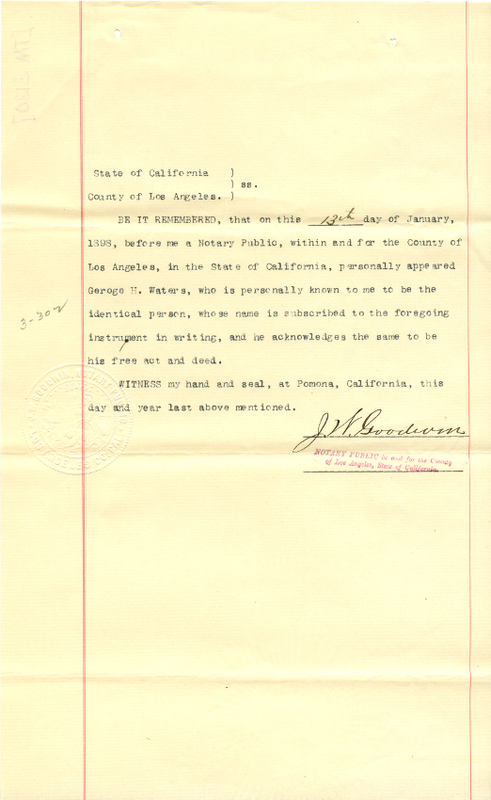 State of California )
) ss.
County of Los Angeles. )
BE IT REMEMBERED, that on this 13th day of January,
1898, before me a Notary Public, within and for the County of
Los Angeles, in the State of California, personally appeared
Geroge H. Waters, who is personally known to me to be the
identical person, whose name is subscribed to the foregoing
instrument in writing, and he acknowledges the same to be
his free act and deed.
WITNESS my hand and seal, at Pomona, California, this
day and year last above mentioned.
J. W. Goodwin
NOTARY PUBLIC in and for the County
of Los Angeles, State of California.
3-302